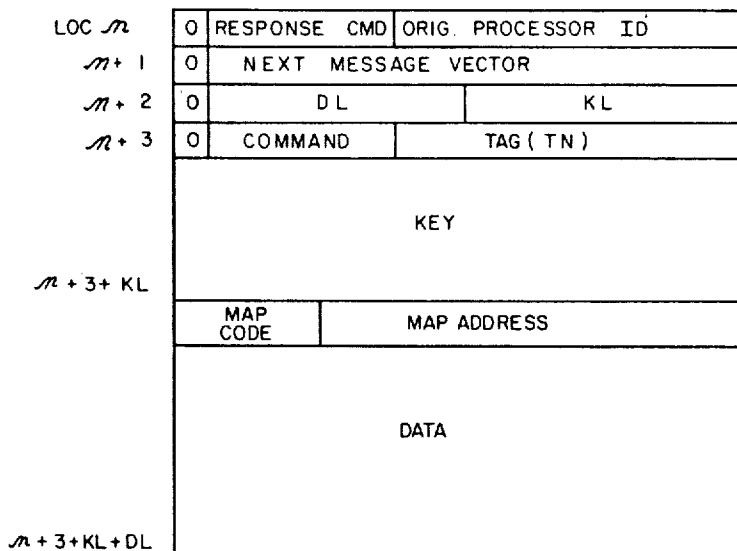 LOC n 0 RESPONSE CMD ORIG. PROCESSOR ID
n + 1 0 NEXT MESSAGE VECTOR
n + 2 0 DL KL
n + 3 0 COMMAND TAG (TN)
KEY
n + 3 + KL
MAP CODE MAP ADDRESS
DATA
n + 3 + KL + DL